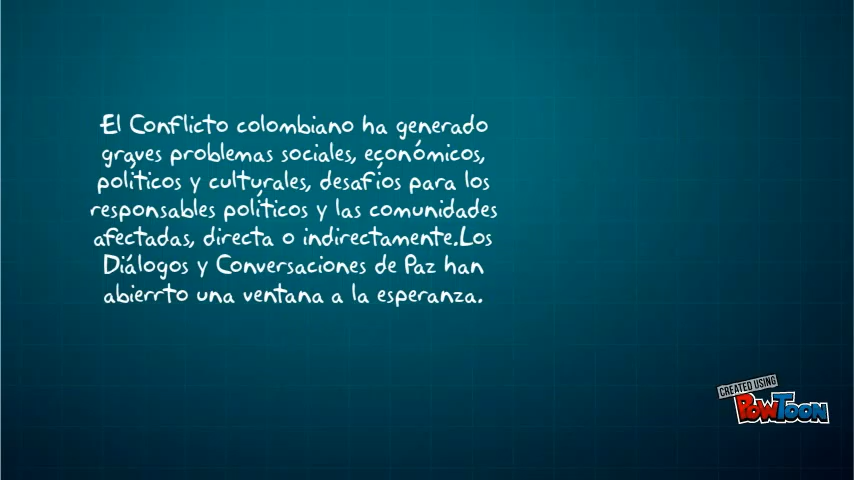 El Conflicto colombiano ha generado
graves problemas sociales, económicos,
políticos y culturales, desafíos para los
responsables políticos y las comunidades
afectadas, directa o indirectamente.Los
Diálogos y Conversaciones de Paz han
abierrto una ventana a la esperanza.
CREATED USING
POWTOON